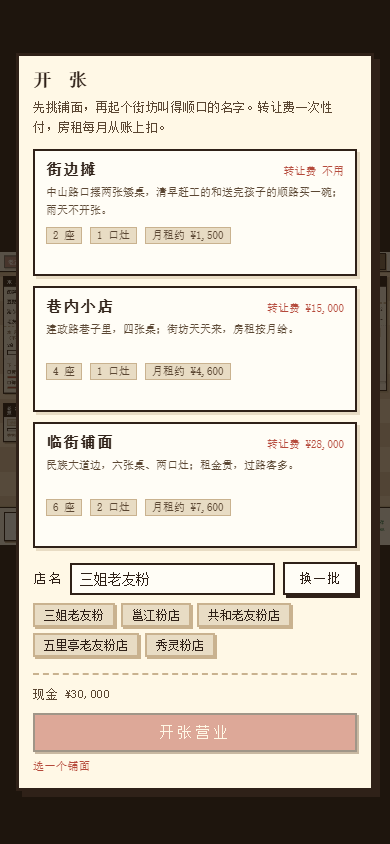 开 张
先挑铺面，再起个街坊叫得顺口的名字。转让费一次性
付，房租每月从账上扣。
街边摊
转让费 不用
中山路口摆两张矮桌，清早赶工的和送完孩子的顺路买一碗；
雨天不开张。
2 座 1 口灶 月租约 ¥1,500
巷内小店
转让费 ¥15,000
建政路巷子里，四张桌；街坊天天来，房租按月给。
4 座 1 口灶 月租约 ¥4,600
临街铺面
转让费 ¥28,000
民族大道边，六张桌、两口灶；租金贵，过路客多。
6 座 2 口灶 月租约 ¥7,600
店名 三姐老友粉 换一批
三姐老友粉 邕江粉店 共和老友粉店
五里亭老友粉店 秀灵粉店
现金 ¥30,000
开张营业
选一个铺面